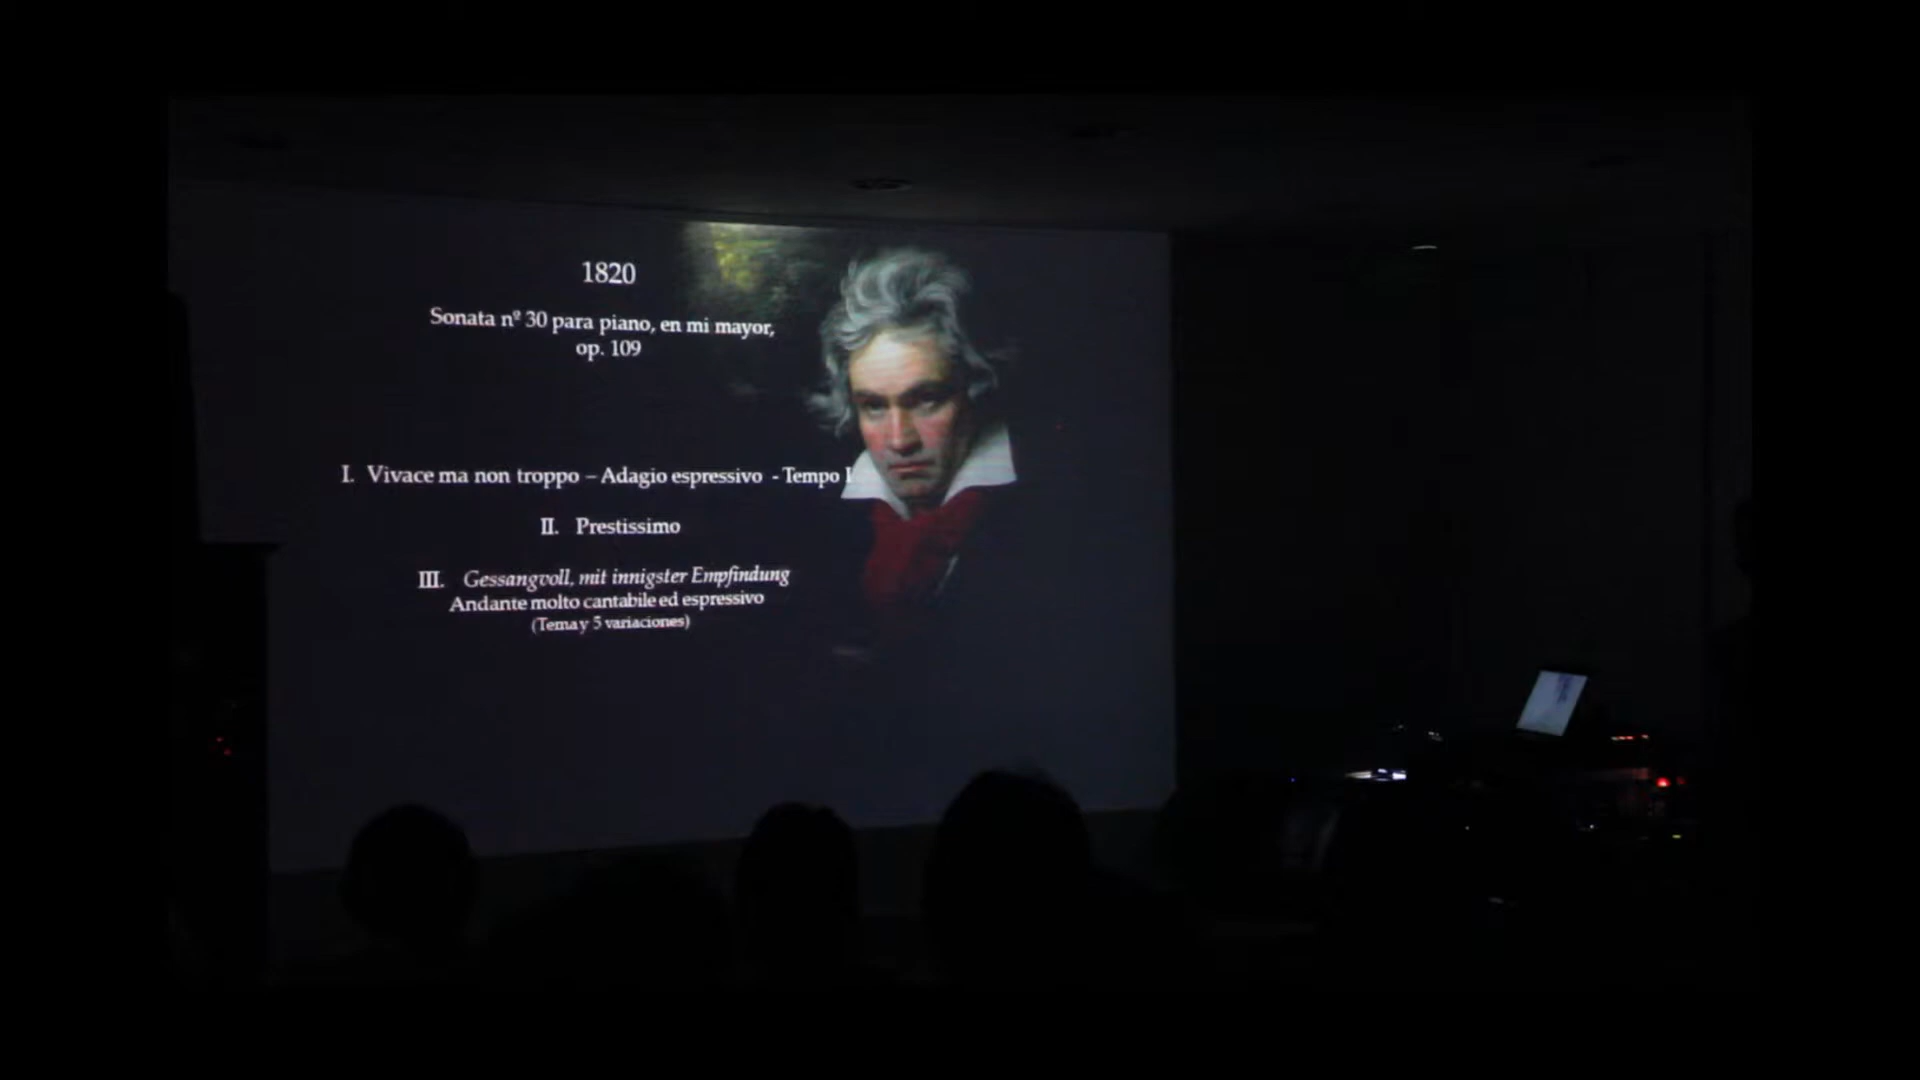 1820
Sonata nº 30 para piano, en mi mayor,
op. 109
I. Vivace ma non troppo – Adagio espressivo - Tempo I
II. Prestissimo
III. Gessangvoll, mit innigster Empfindung
Andante molto cantabile ed espressivo
(Tema y 5 variaciones)